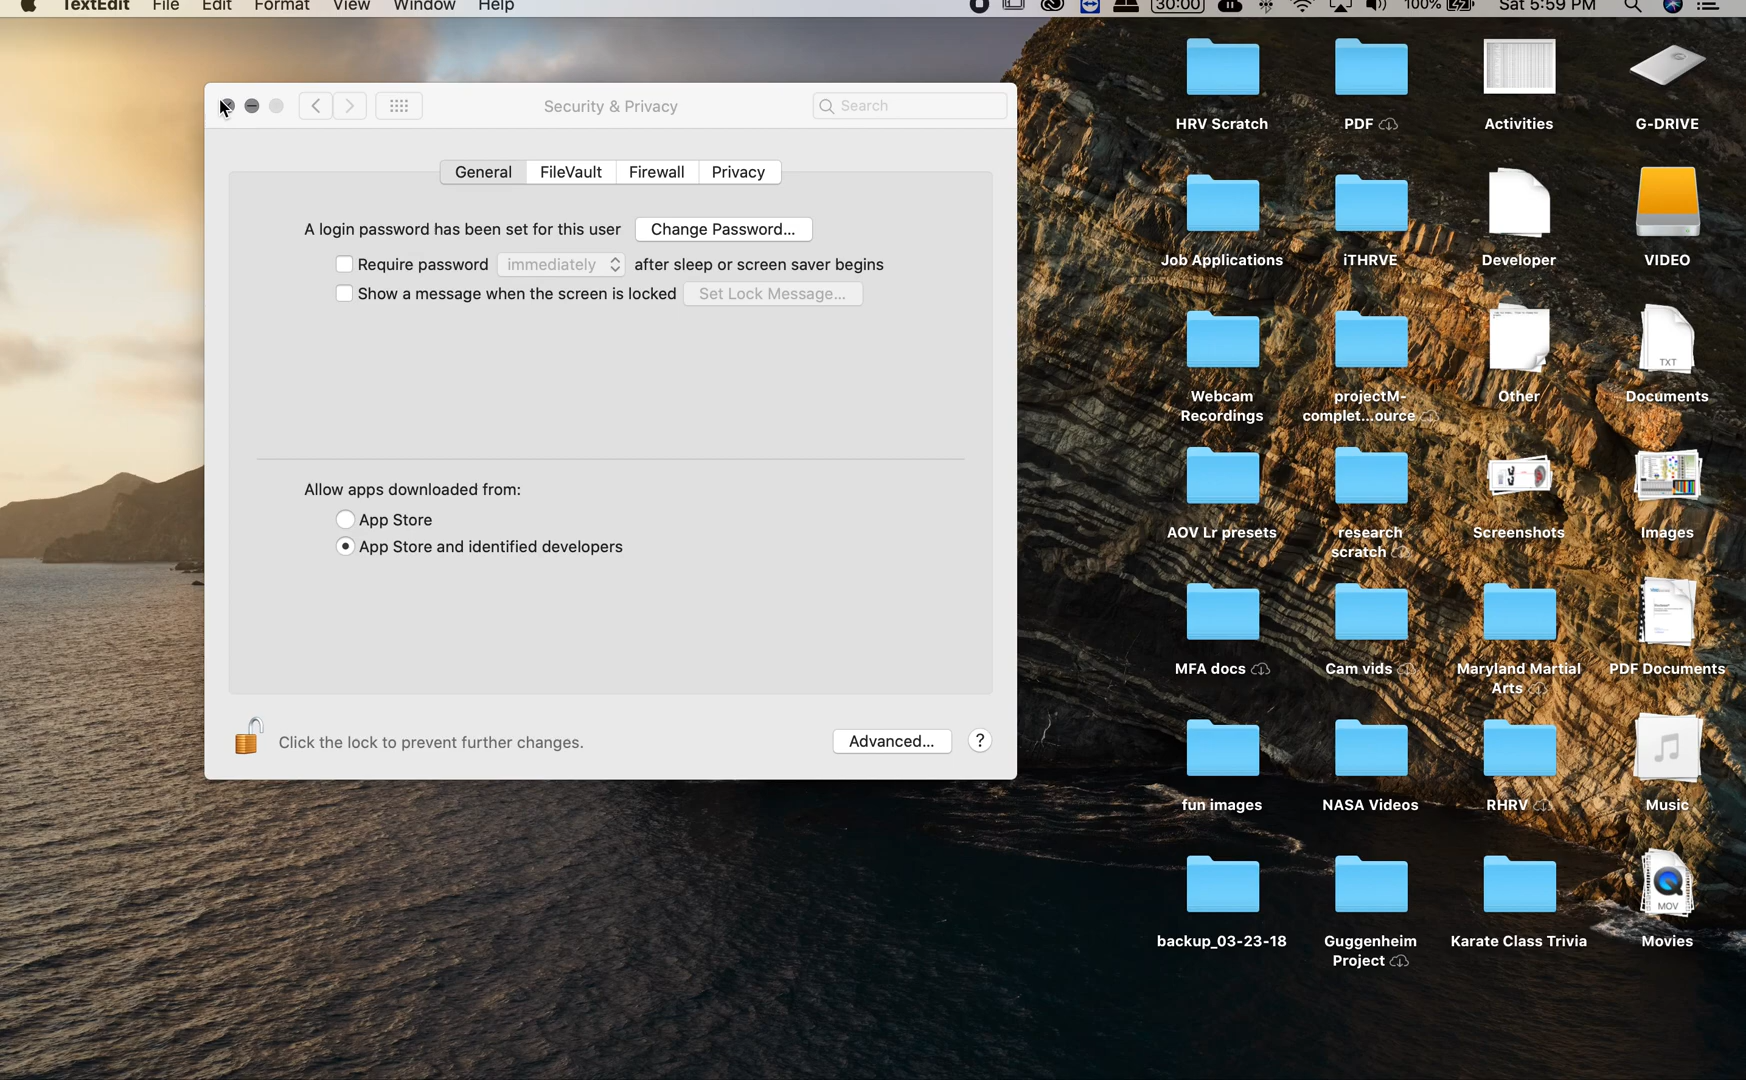 TextEdit File Edit Format View Window Help 30:00 100% Sat 5:59 PM
Security & Privacy
Search
General FileVault Firewall Privacy
A login password has been set for this user Change Password...
Require password immediately after sleep or screen saver begins
Show a message when the screen is locked Set Lock Message...
Allow apps downloaded from:
App Store
App Store and identified developers
Click the lock to prevent further changes.
Advanced... ?
HRV Scratch
PDF
Activities
G-DRIVE
Job Applications
iTHRVE
Developer
VIDEO
Webcam
Recordings
projectM-
complet...ource
Other
TXT
Documents
AOV Lr presets
research
scratch
Screenshots
Images
MFA docs
Cam vids
Maryland Martial
Arts
PDF Documents
fun images
NASA Videos
RHRV
Music
backup_03-23-18
Guggenheim
Project
Karate Class Trivia
MOV
Movies